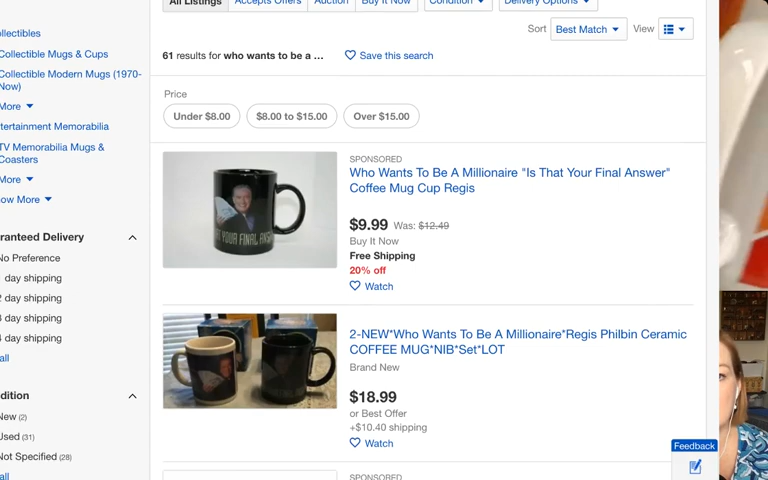 All Listings Accepts Offers Auction Buy It Now Condition Delivery Options
Sort Best Match View
61 results for who wants to be a ... Save this search
Price
Under $8.00 $8.00 to $15.00 Over $15.00
ollectibles
Collectible Mugs & Cups
Collectible Modern Mugs (1970-
Now)
More
tertainment Memorabilia
TV Memorabilia Mugs &
Coasters
More
ow More
ranteed Delivery
No Preference
day shipping
2 day shipping
3 day shipping
4 day shipping
all
dition
New (2)
Used (31)
Not Specified (28)
all
YOUR FINAL ANS
SPONSORED
Who Wants To Be A Millionaire "Is That Your Final Answer"
Coffee Mug Cup Regis
$9.99 Was: $12.49
Buy It Now
Free Shipping
20% off
Watch
2-NEW*Who Wants To Be A Millionaire*Regis Philbin Ceramic
COFFEE MUG*NIB*Set*LOT
Brand New
$18.99
or Best Offer
+$10.40 shipping
Watch
SPONSORED
Feedback